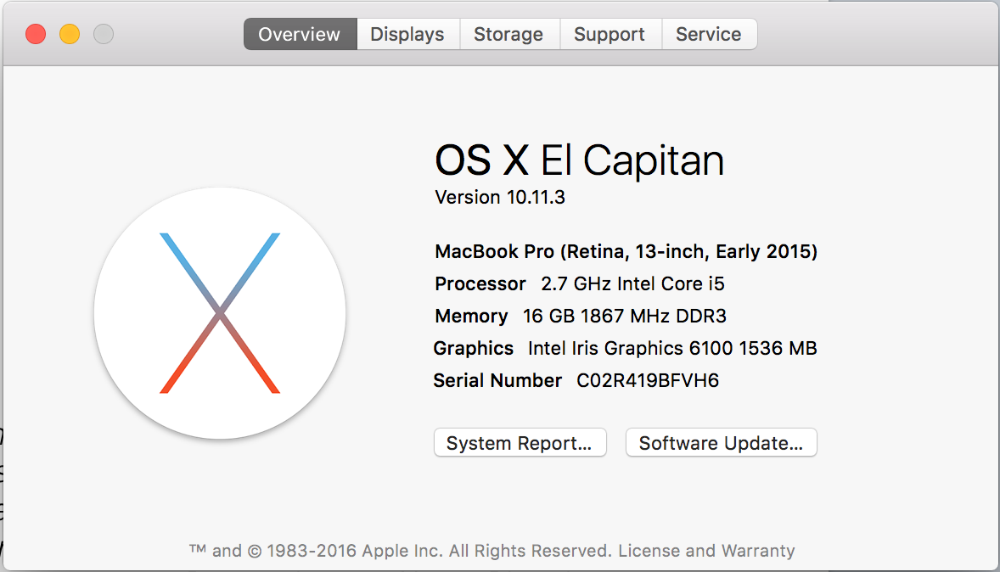 Overview Displays Storage Support Service
OS X El Capitan
Version 10.11.3
MacBook Pro (Retina, 13-inch, Early 2015)
Processor 2.7 GHz Intel Core i5
Memory 16 GB 1867 MHz DDR3
Graphics Intel Iris Graphics 6100 1536 MB
Serial Number C02R419BFVH6
System Report... Software Update...
™ and © 1983-2016 Apple Inc. All Rights Reserved. License and Warranty